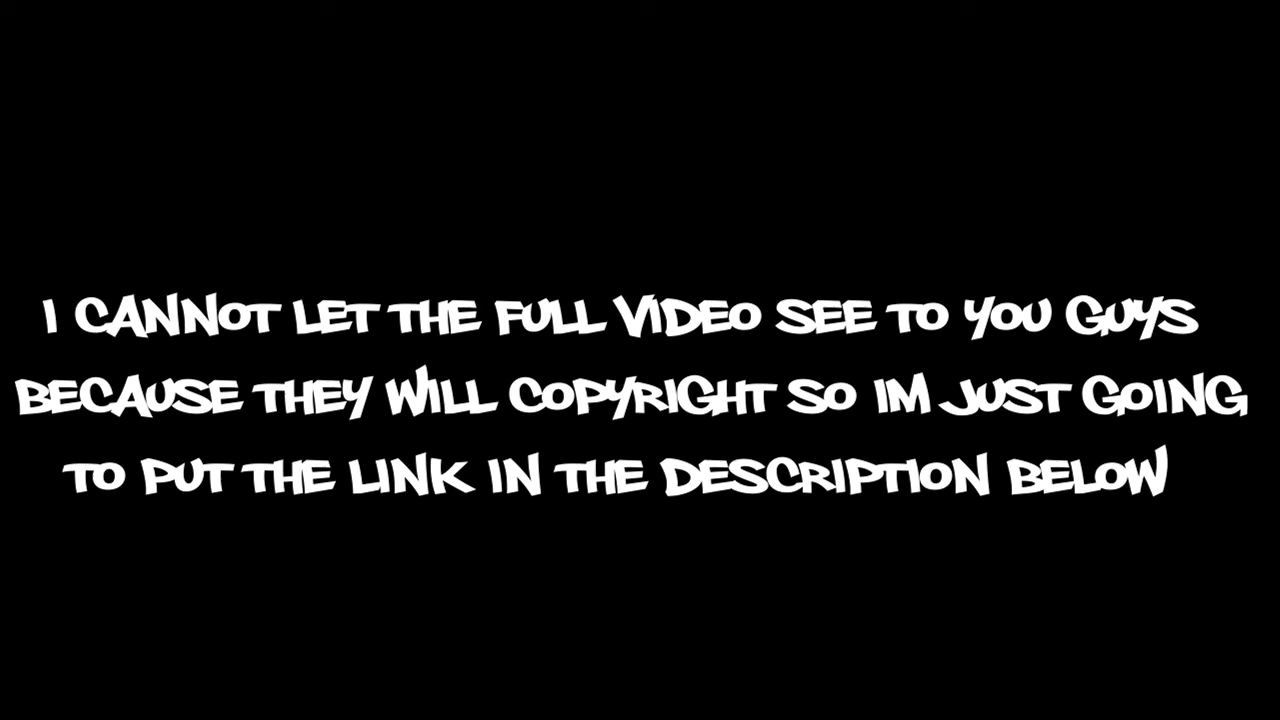 I CANNOT LET THE FULL VIDEO SEE TO YOU GUYS
BECAUSE THEY WILL COPYRIGHT SO IM JUST GOING
TO PUT THE LINK IN THE DESCRIPTION BELOW